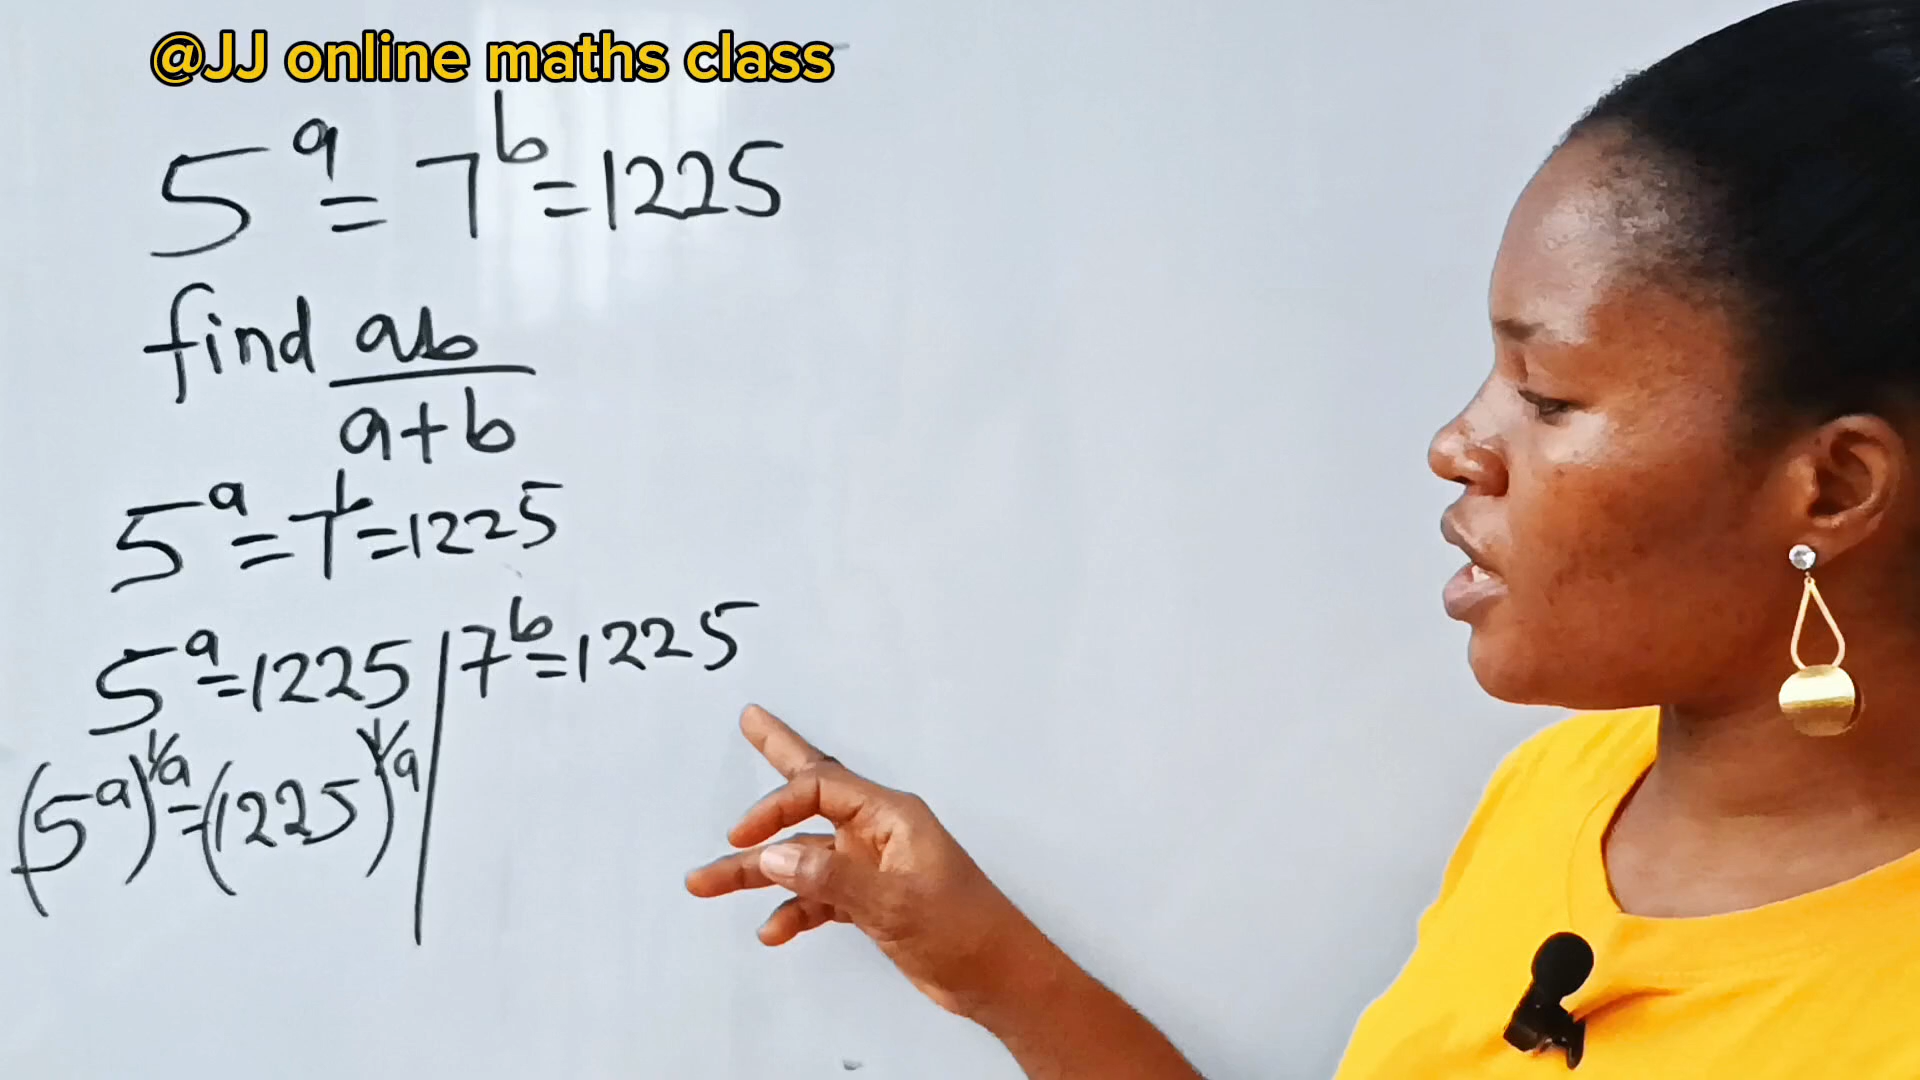 @JJ online maths class
5^a = 7^b = 1225
find ab/a+b
5^a = 7^b = 1225
5^a = 1225 | 7^b = 1225
(5^a)^1/a = (1225)^1/a